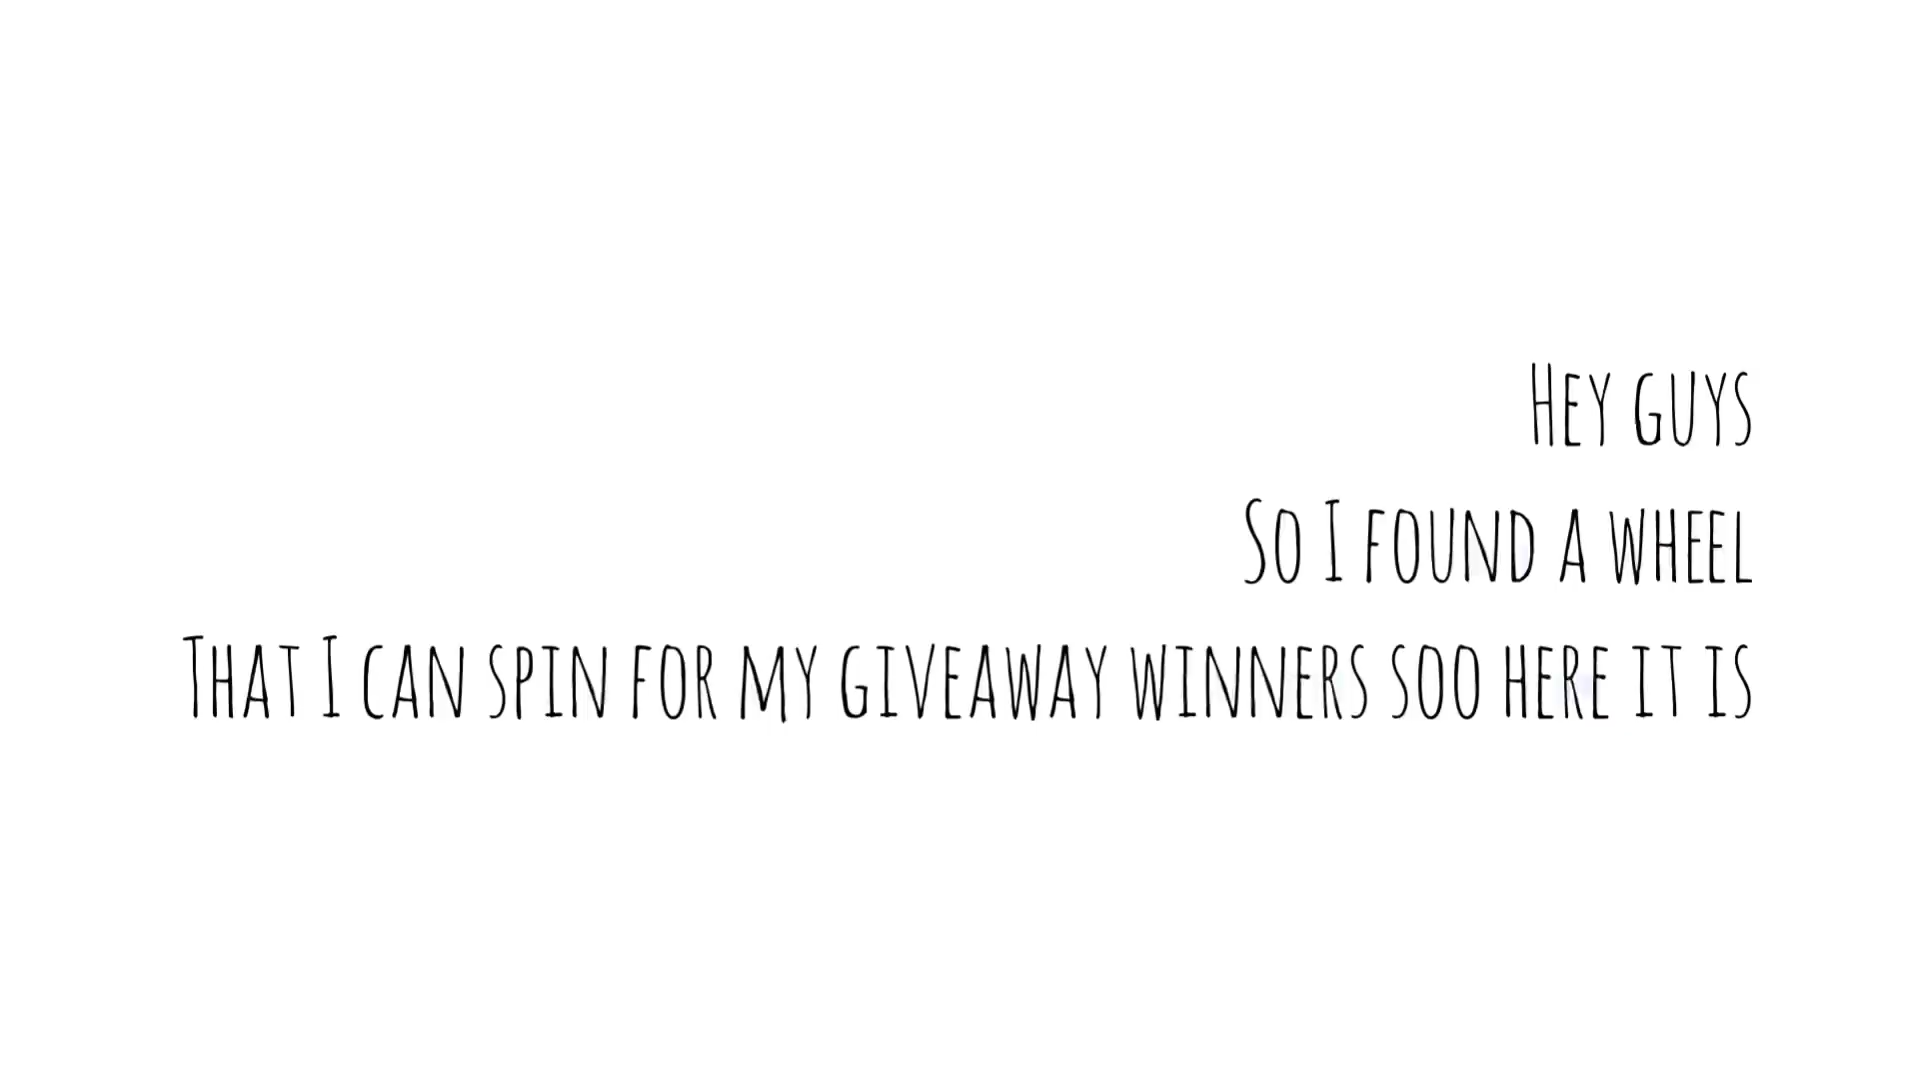 Hey guys
So I found a wheel
That I can spin for my giveaway winners soo here it is